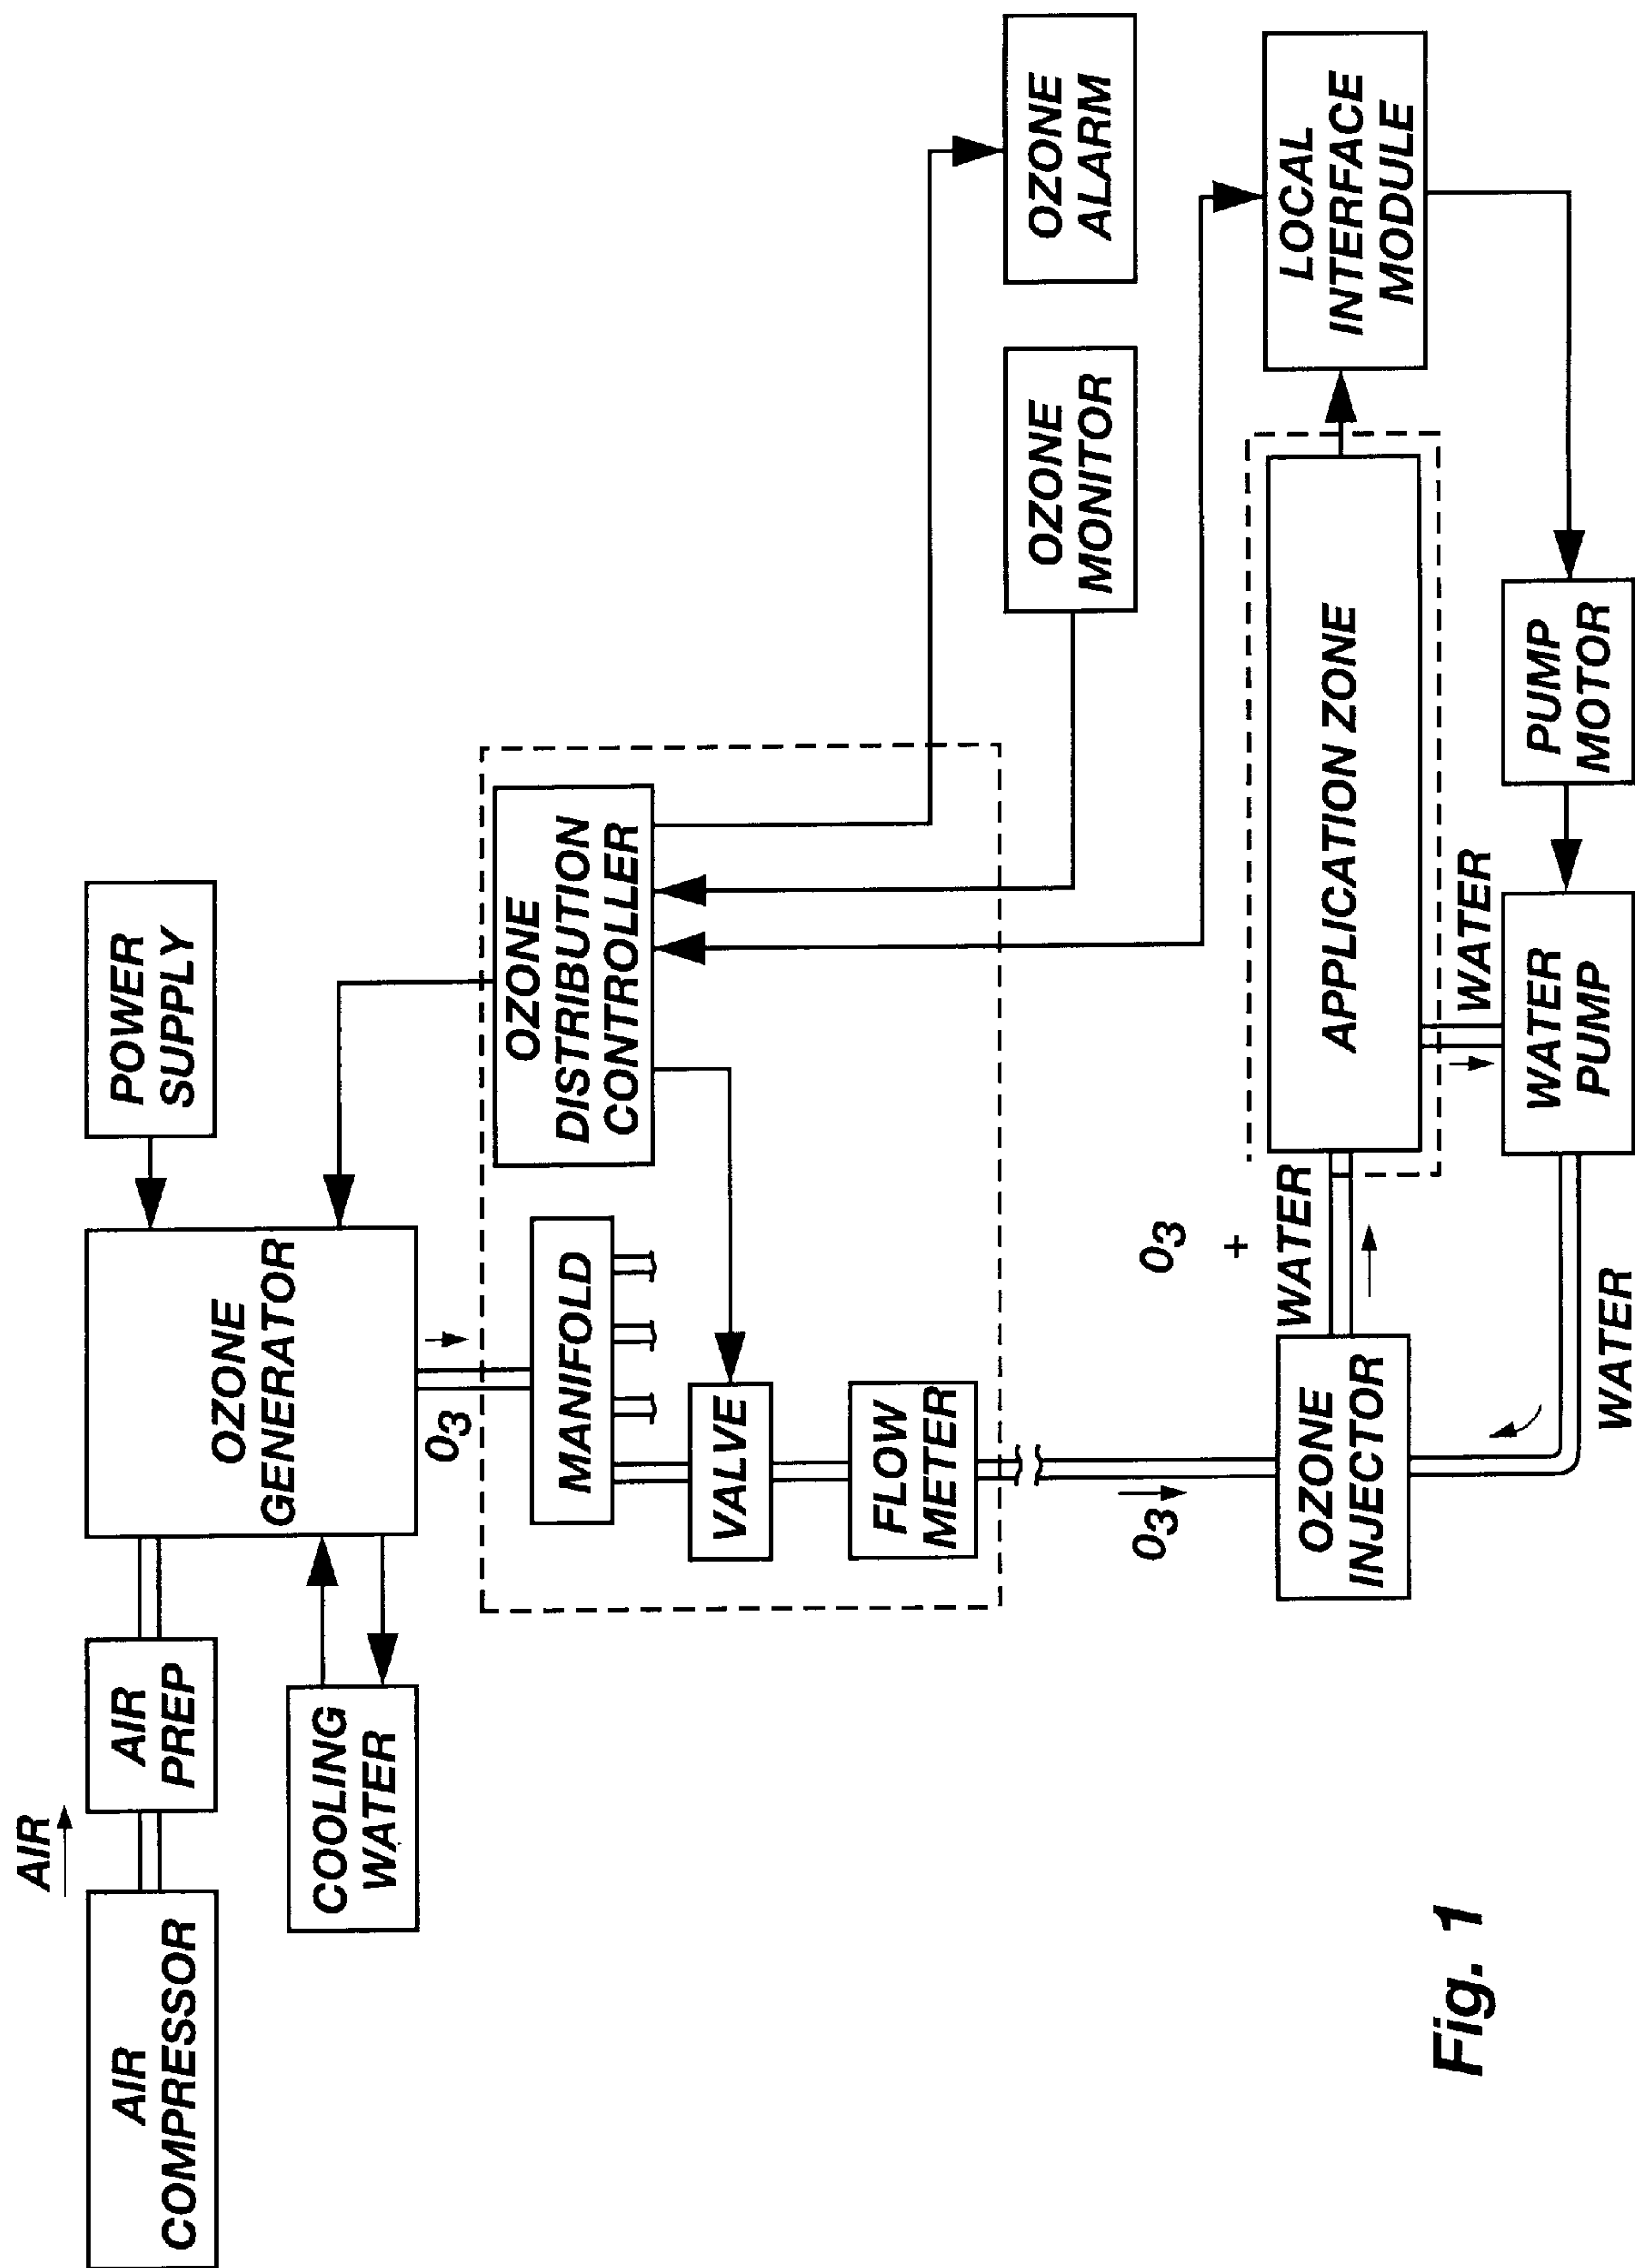 AIR
COMPRESSOR
AIR
AIR
PREP
COOLING
WATER
OZONE
GENERATOR
POWER
SUPPLY
O3
MANIFOLD
VALVE
FLOW
METER
OZONE
DISTRIBUTION
CONTROLLER
OZONE
MONITOR
OZONE
ALARM
O3
OZONE
INJECTOR
O3
+
WATER
APPLICATION ZONE
LOCAL
INTERFACE
MODULE
WATER
WATER
PUMP
PUMP
MOTOR
WATER
Fig. 1